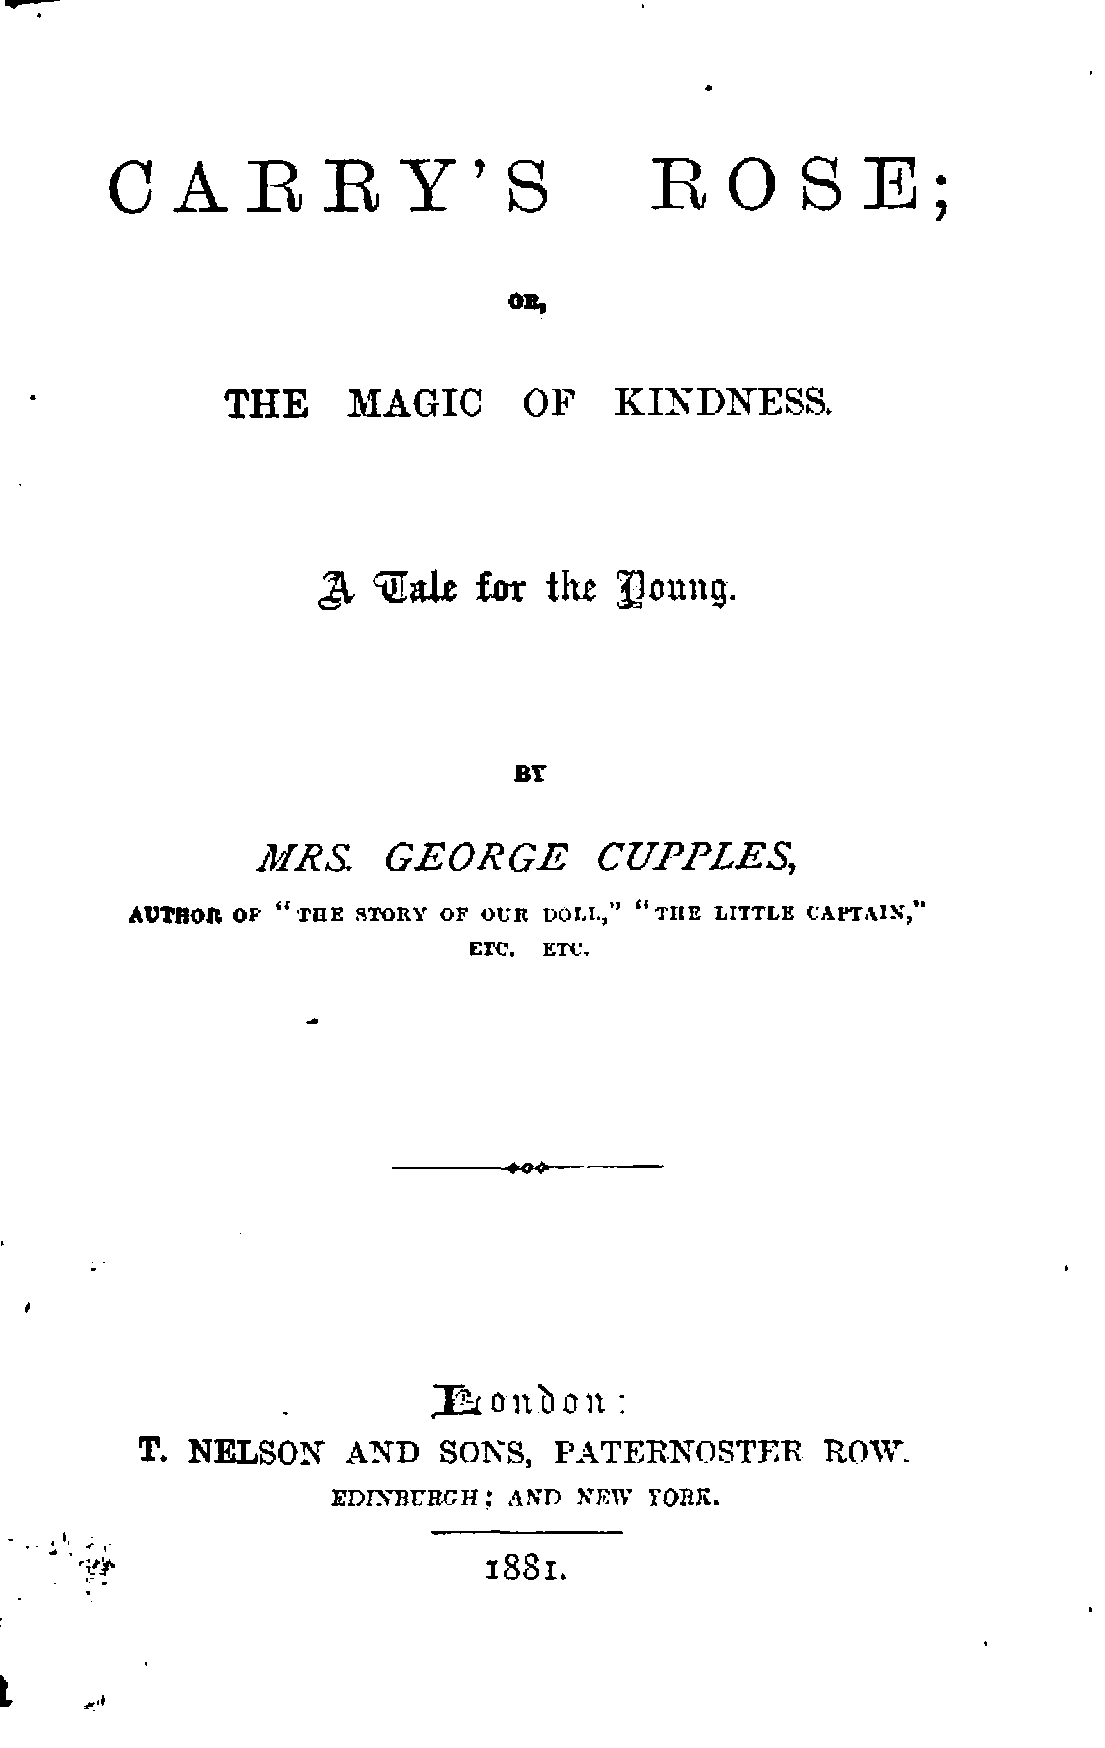 CARRY'S ROSE;
OR,
THE MAGIC OF KINDNESS.
A Tale for the Young.
BY
MRS. GEORGE CUPPLES,
AUTHOR OF "THE STORY OF OUR DOLL," "THE LITTLE CAPTAIN,"
ETC. ETC.
London:
T. NELSON AND SONS, PATERNOSTER ROW.
EDINBURGH; AND NEW YORK.
1881.